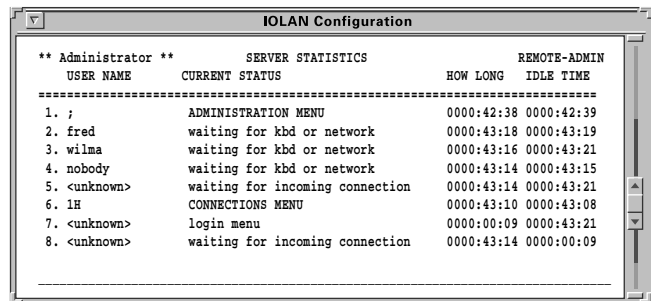 IOLAN Configuration
** Administrator ** SERVER STATISTICS REMOTE-ADMIN
USER NAME CURRENT STATUS HOW LONG IDLE TIME
==============================================================================
1. ; ADMINISTRATION MENU 0000:42:38 0000:42:39
2. fred waiting for kbd or network 0000:43:18 0000:43:19
3. wilma waiting for kbd or network 0000:43:16 0000:43:21
4. nobody waiting for kbd or network 0000:43:14 0000:43:15
5. <unknown> waiting for incoming connection 0000:43:14 0000:43:21
6. 1H CONNECTIONS MENU 0000:43:10 0000:43:08
7. <unknown> login menu 0000:00:09 0000:43:21
8. <unknown> waiting for incoming connection 0000:43:14 0000:00:09